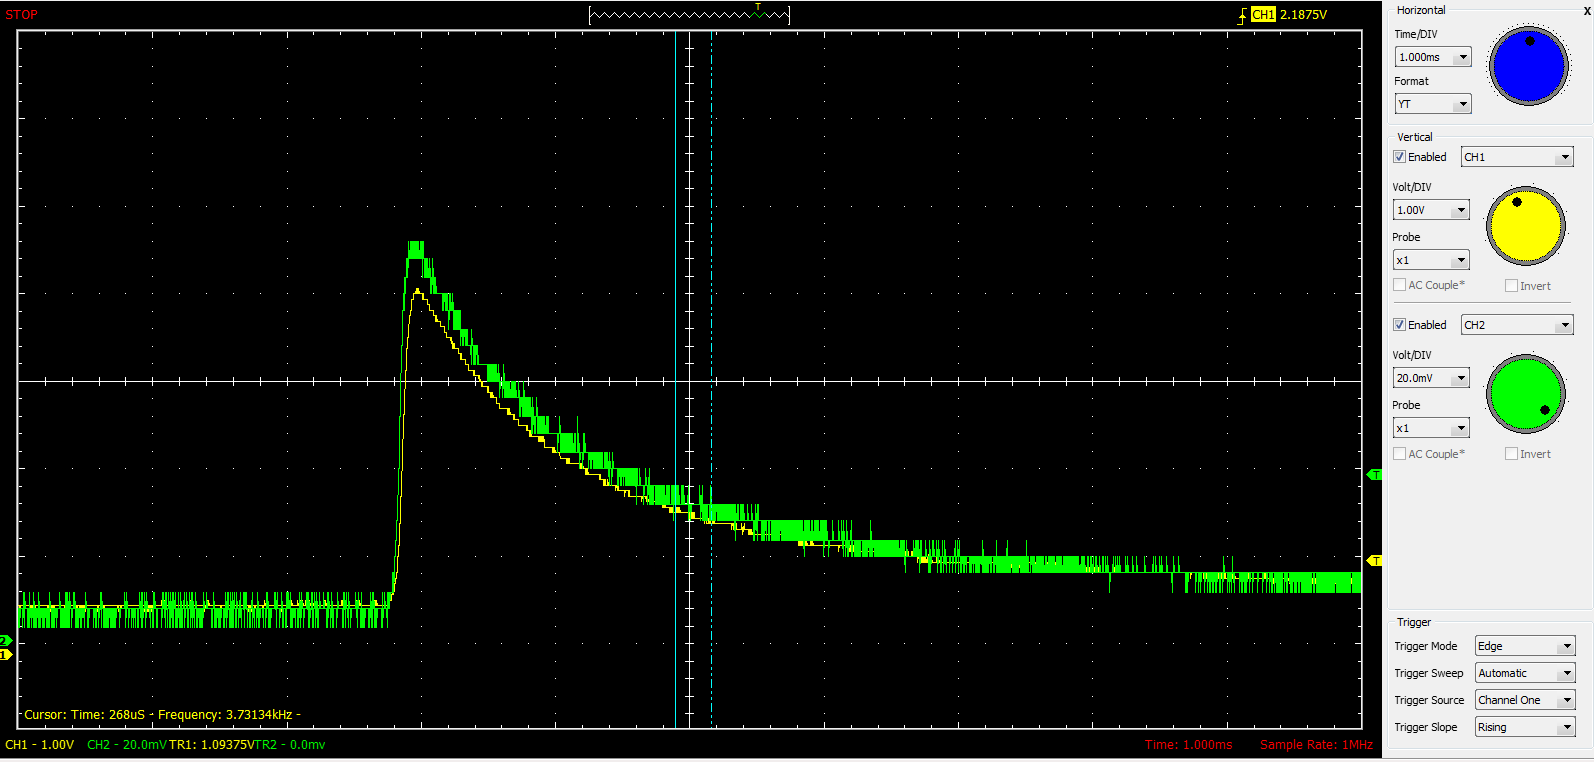 STOP
T
CH1 2.1875V
Horizontal
X
Time/DIV
1.000ms
Format
YT
Vertical
Enabled CH1
Volt/DIV
1.00V
Probe
x1
AC Couple* Invert
Enabled CH2
Volt/DIV
20.0mV
Probe
x1
AC Couple* Invert
T
T
2
1
Trigger
Trigger Mode Edge
Trigger Sweep Automatic
Trigger Source Channel One
Trigger Slope Rising
Cursor: Time: 268uS - Frequency: 3.73134kHz -
CH1 - 1.00V CH2 - 20.0mV TR1: 1.09375V TR2 - 0.0mv
Time: 1.000ms Sample Rate: 1MHz